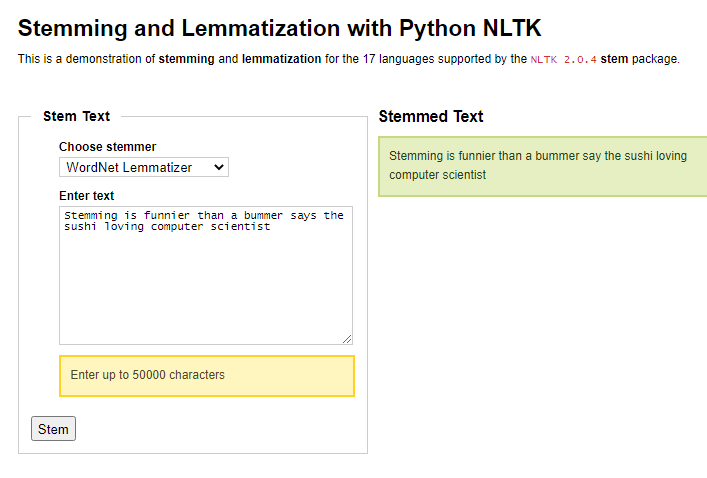 Stemming and Lemmatization with Python NLTK
This is a demonstration of stemming and lemmatization for the 17 languages supported by the NLTK 2.0.4 stem package.
Stem Text
Choose stemmer
WordNet Lemmatizer
Enter text
Stemming is funnier than a bummer says the
sushi loving computer scientist
Enter up to 50000 characters
Stem
Stemmed Text
Stemming is funnier than a bummer say the sushi loving
computer scientist